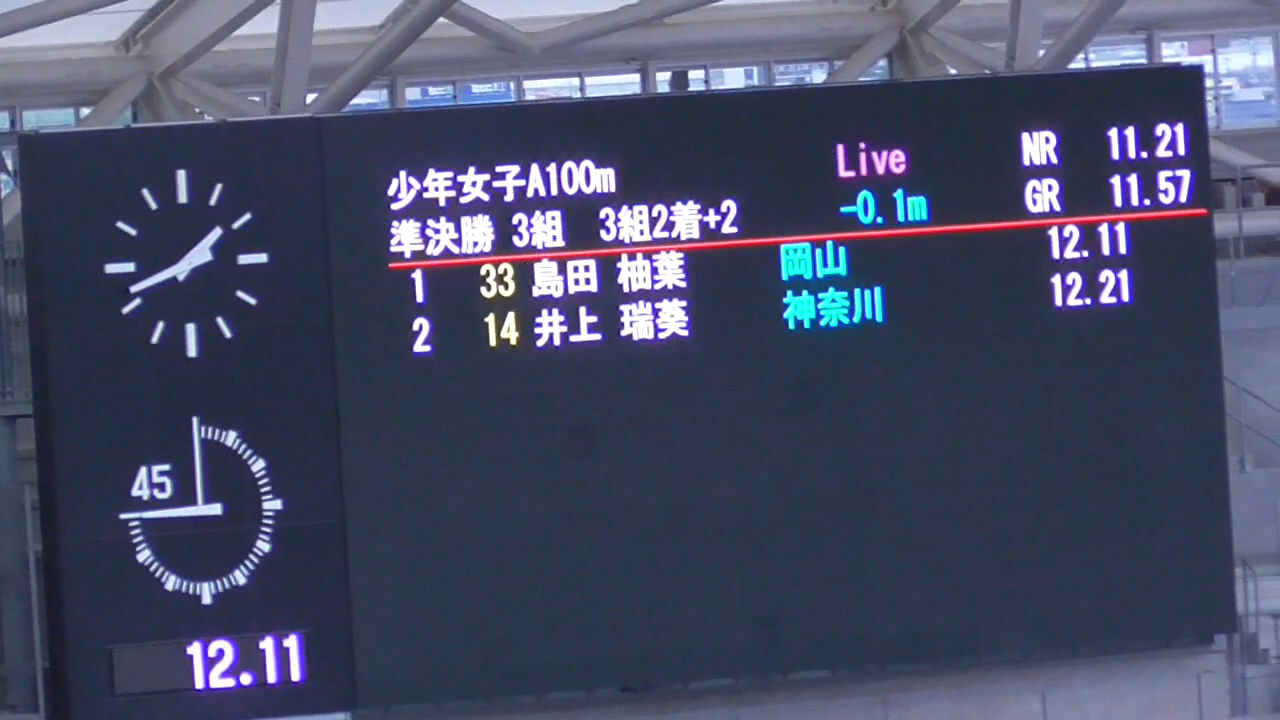 少年女子A100m Live NR 11.21
準決勝 3組 3組2着+2 -0.1m GR 11.57
1 33 島田 柚葉 岡山 12.11
2 14 井上 瑞葵 神奈川 12.21
45
12.11